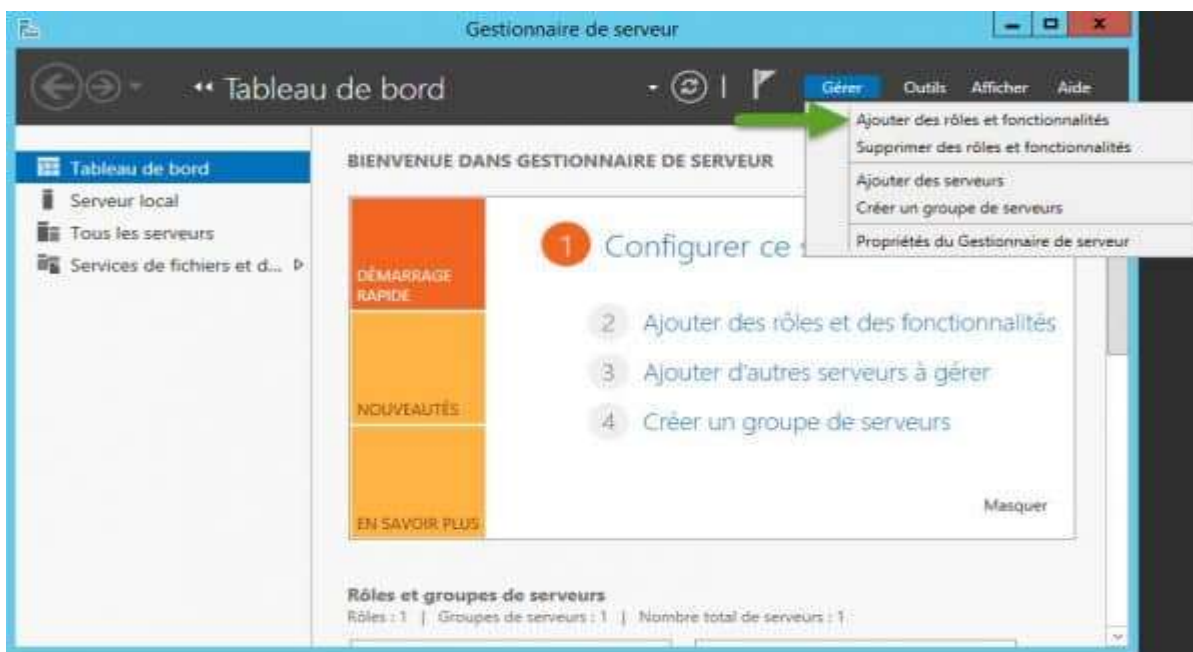 Gestionnaire de serveur
Tableau de bord
Gérer Outils Afficher Aide
Ajouter des rôles et fonctionnalités
Supprimer des rôles et fonctionnalités
Ajouter des serveurs
Créer un groupe de serveurs
Propriétés du Gestionnaire de serveur
Tableau de bord
Serveur local
Tous les serveurs
Services de fichiers et d...
BIENVENUE DANS GESTIONNAIRE DE SERVEUR
DÉMARRAGE
RAPIDE
NOUVEAUTÉS
EN SAVOIR PLUS
1 Configurer ce s
2 Ajouter des rôles et des fonctionnalités
3 Ajouter d'autres serveurs à gérer
4 Créer un groupe de serveurs
Masquer
Rôles et groupes de serveurs
Rôles : 1 | Groupes de serveurs : 1 | Nombre total de serveurs : 1